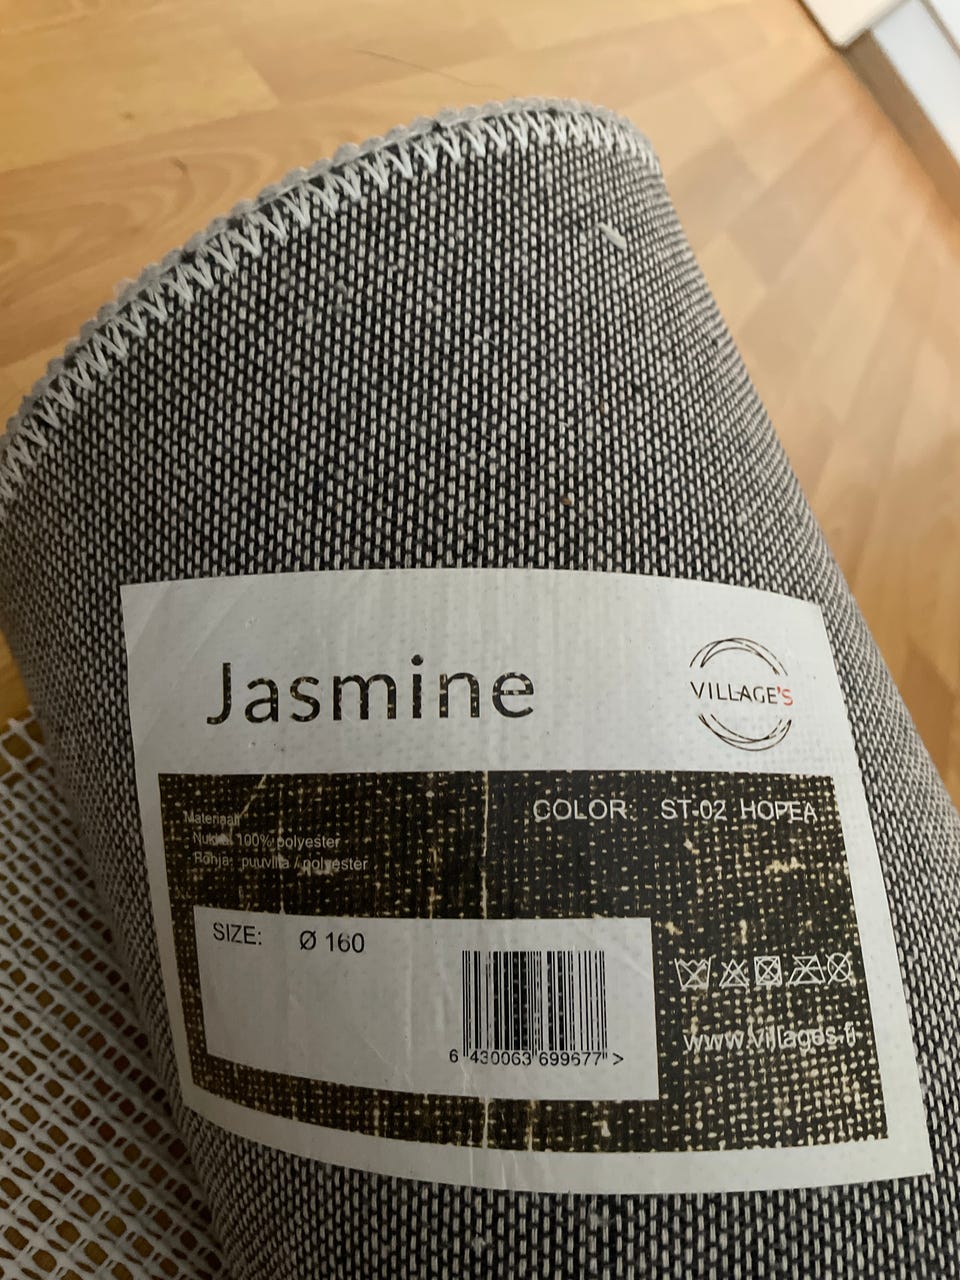 Jasmine
VILLAGE'S
COLOR: ST-02 HOPEA
Materiaali
Nukka: 100% polyester
Pohja: puuvilla / polyester
SIZE: Ø 160
6 430063 699677 >
www.villages.fi